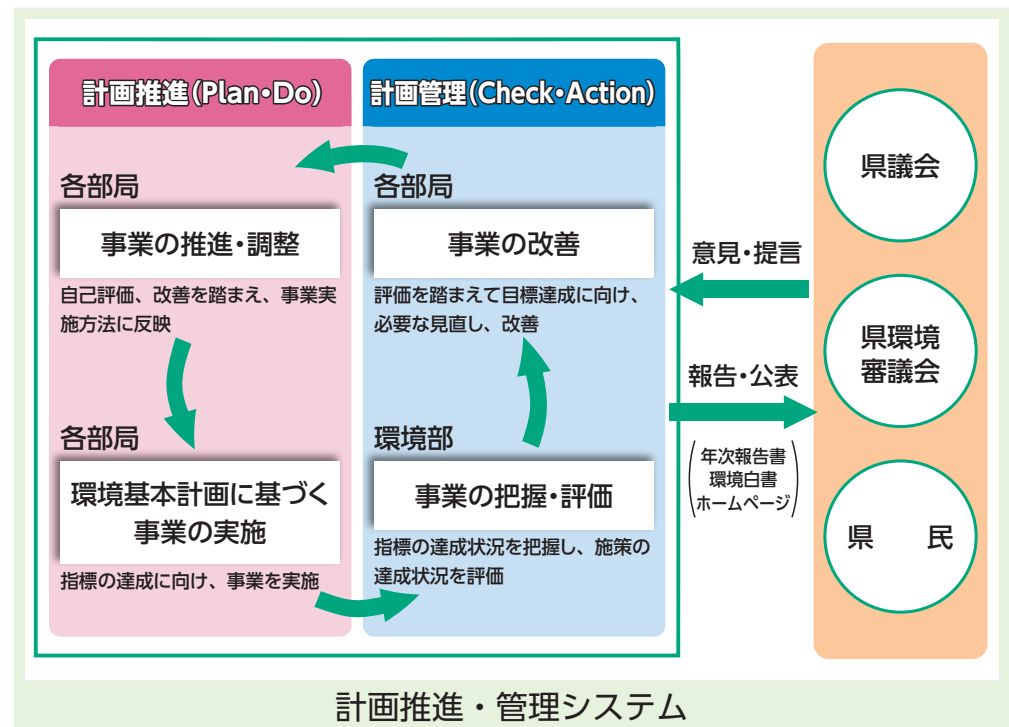 計画推進(Plan・Do)
各部局
事業の推進・調整
自己評価、改善を踏まえ、事業実
施方法に反映
各部局
環境基本計画に基づく
事業の実施
指標の達成に向け、事業を実施
計画管理(Check・Action)
各部局
事業の改善
評価を踏まえて目標達成に向け、
必要な見直し、改善
環境部
事業の把握・評価
指標の達成状況を把握し、施策の
達成状況を評価
意見・提言
報告・公表
(年次報告書
環境白書
ホームページ)
県議会
県環境
審議会
県　民
計画推進・管理システム